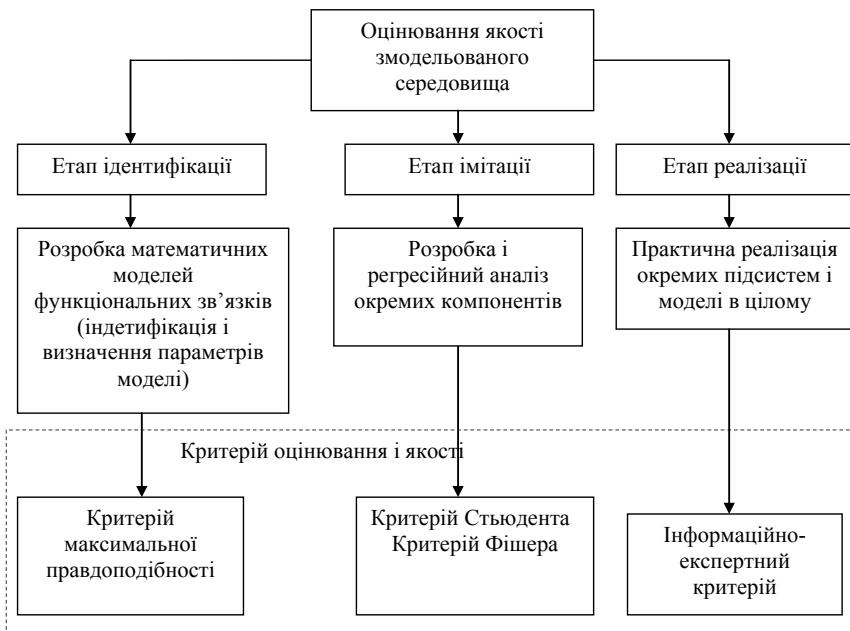 Оцінювання якості
змодельованого
середовища
Етап ідентифікації
Етап імітації
Етап реалізації
Розробка математичних
моделей
функціональних зв’язків
(індетифікація і
визначення параметрів
моделі)
Розробка і
регресійний аналіз
окремих компонентів
Практична реалізація
окремих підсистем і
моделі в цілому
Критерій оцінювання і якості
Критерій
максимальної
правдоподібності
Критерій Стьюдента
Критерій Фішера
Інформаційно-
експертний
критерій